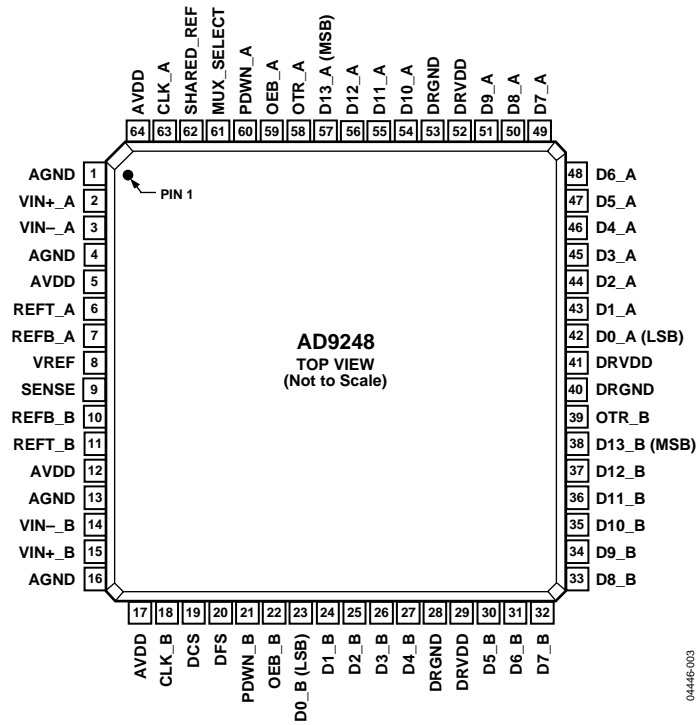 AVDD
CLK_A
SHARED_REF
MUX_SELECT
PDWN_A
OEB_A
OTR_A
D13_A (MSB)
D12_A
D11_A
D10_A
DRGND
DRVDD
D9_A
D8_A
D7_A
64 63 62 61 60 59 58 57 56 55 54 53 52 51 50 49
AGND 1
VIN+_A 2
VIN–_A 3
AGND 4
AVDD 5
REFT_A 6
REFB_A 7
VREF 8
SENSE 9
REFB_B 10
REFT_B 11
AVDD 12
AGND 13
VIN–_B 14
VIN+_B 15
AGND 16
PIN 1
AD9248
TOP VIEW
(Not to Scale)
48 D6_A
47 D5_A
46 D4_A
45 D3_A
44 D2_A
43 D1_A
42 D0_A (LSB)
41 DRVDD
40 DRGND
39 OTR_B
38 D13_B (MSB)
37 D12_B
36 D11_B
35 D10_B
34 D9_B
33 D8_B
17 18 19 20 21 22 23 24 25 26 27 28 29 30 31 32
AVDD
CLK_B
DCS
DFS
PDWN_B
OEB_B
D0_B (LSB)
D1_B
D2_B
D3_B
D4_B
DRGND
DRVDD
D5_B
D6_B
D7_B
04446-003